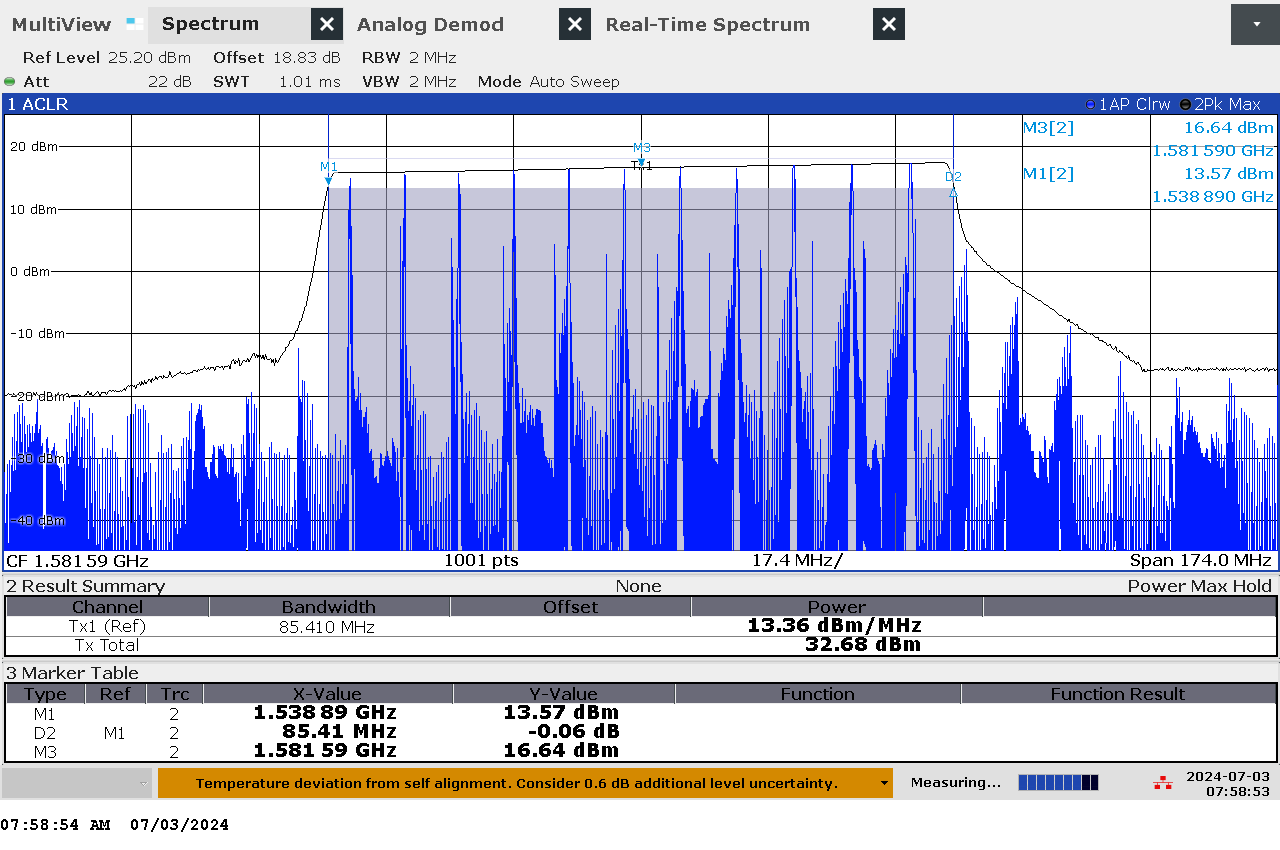 MultiView Spectrum Analog Demod Real-Time Spectrum
Ref Level 25.20 dBm Offset 18.83 dB RBW 2 MHz
Att 22 dB SWT 1.01 ms VBW 2 MHz Mode Auto Sweep
1 ACLR 1AP Clrw 2Pk Max
M3[2] 16.64 dBm
1.581 590 GHz
M1[2] 13.57 dBm
1.538 890 GHz
M3
M1 D2
20 dBm
10 dBm
0 dBm
-10 dBm
-20 dBm
-30 dBm
-40 dBm
CF 1.581 59 GHz 1001 pts 17.4 MHz/ Span 174.0 MHz
2 Result Summary None Power Max Hold
Channel Bandwidth Offset Power
Tx1 (Ref) 85.410 MHz 13.36 dBm/MHz
Tx Total 32.68 dBm
3 Marker Table
Type Ref Trc X-Value Y-Value Function Function Result
M1 2 1.538 89 GHz 13.57 dBm
D2 M1 2 85.41 MHz -0.06 dB
M3 2 1.581 59 GHz 16.64 dBm
Temperature deviation from self alignment. Consider 0.6 dB additional level uncertainty. Measuring... 2024-07-03
07:58:53
07:58:54 AM 07/03/2024